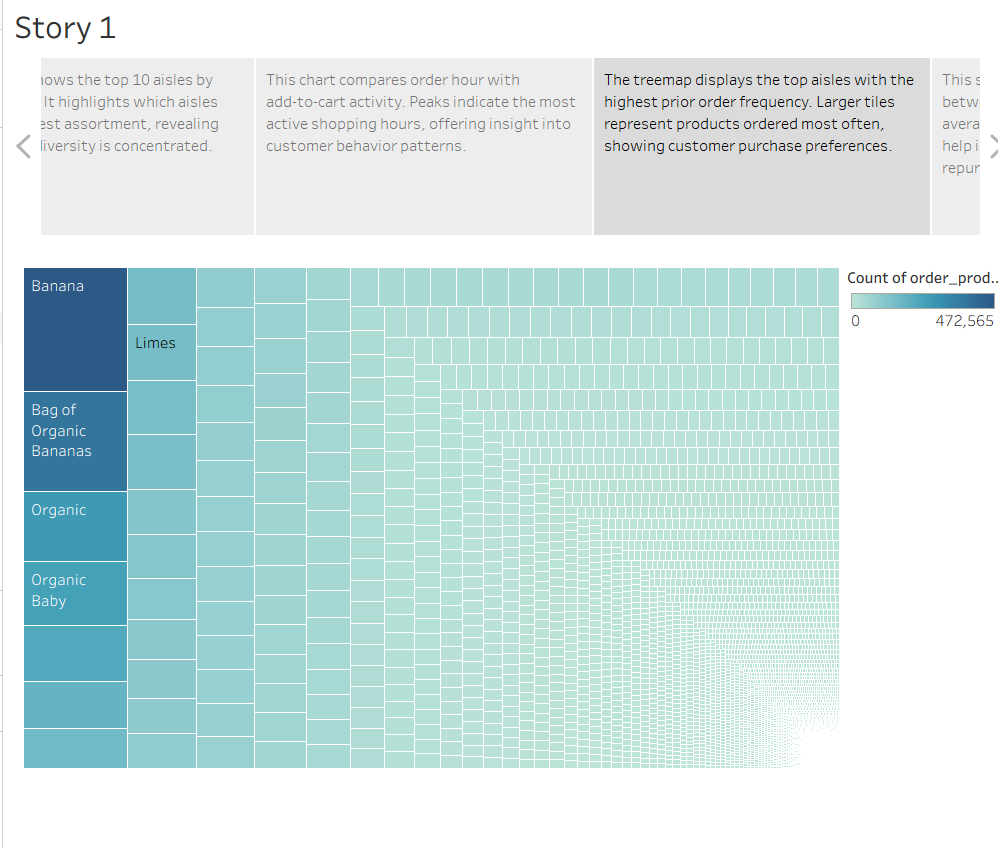 Story 1
ows the top 10 aisles by
It highlights which aisles
est assortment, revealing
diversity is concentrated.
This chart compares order hour with
add-to-cart activity. Peaks indicate the most
active shopping hours, offering insight into
customer behavior patterns.
The treemap displays the top aisles with the
highest prior order frequency. Larger tiles
represent products ordered most often,
showing customer purchase preferences.
This s
betw
avera
help i
repur
Banana
Bag of
Organic
Bananas
Organic
Organic
Baby
Limes
Count of order_prod..
0 472,565